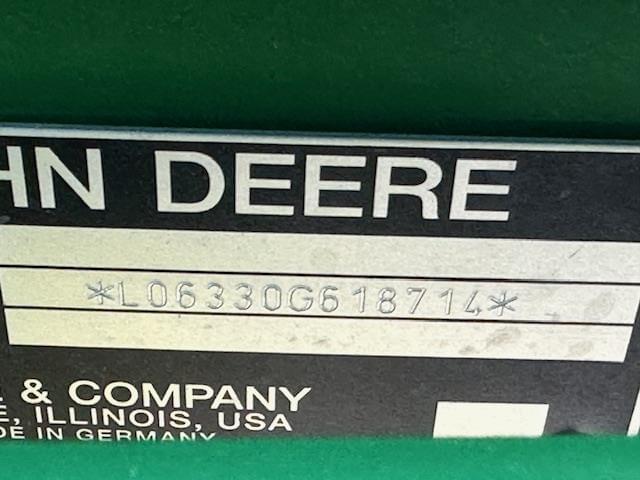 HN DEERE
*L06330G618714*
& COMPANY
E, ILLINOIS, USA
DE IN GERMANY